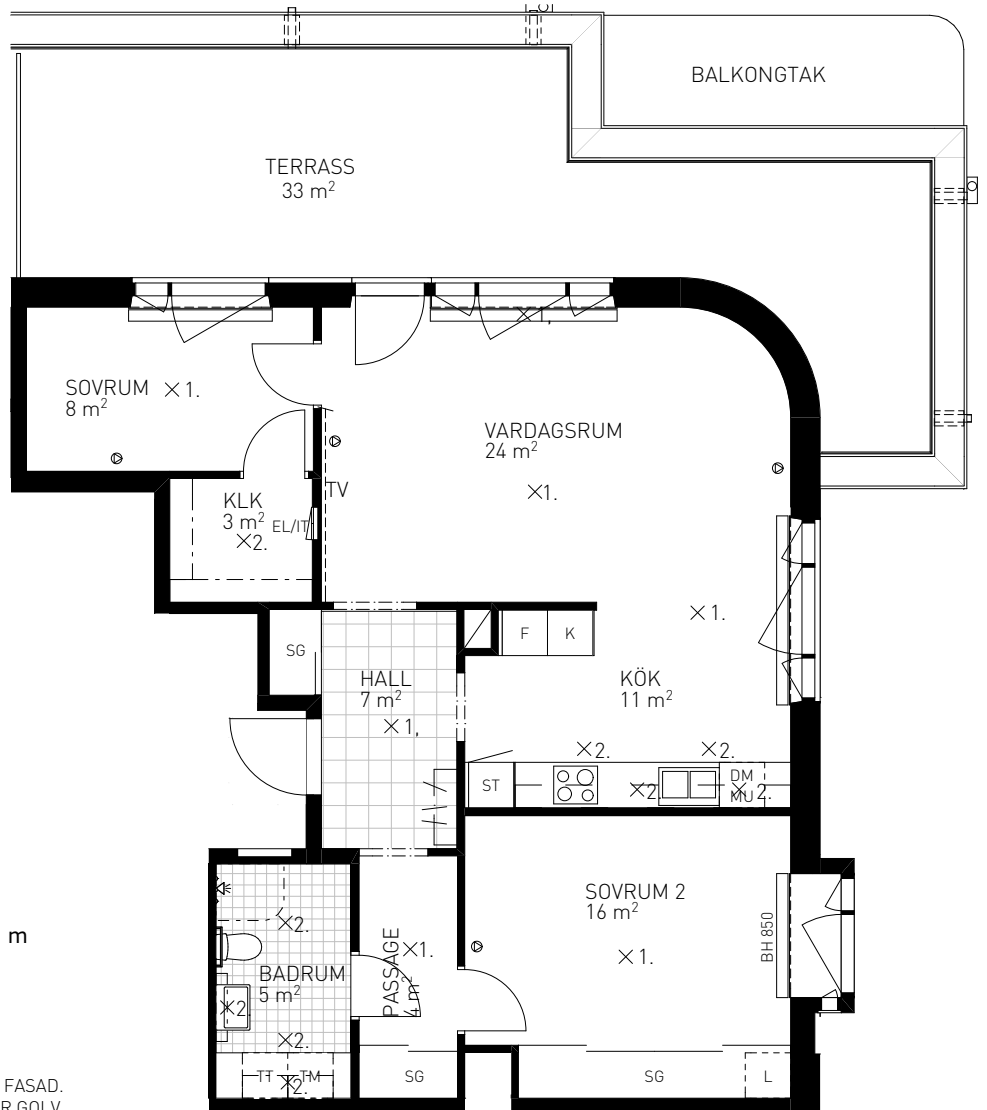 BALKONGTAK
TERRASS
33 m²
SOVRUM ×1.
8 m²
VARDAGSRUM
24 m²
×1.
TV
KLK
3 m²
EL/IT
×2.
×1.
SG
F
K
HALL
7 m²
×1,
KÖK
11 m²
×2.
×2.
ST
×2.
DM
MU
×2.
SOVRUM 2
16 m²
×1.
BH 850
m
×2.
BADRUM
5 m²
×2.
×2.
PASSAGE
4 m²
×1.
TT
TM
×2.
SG
SG
L
FASAD.
R GOLV